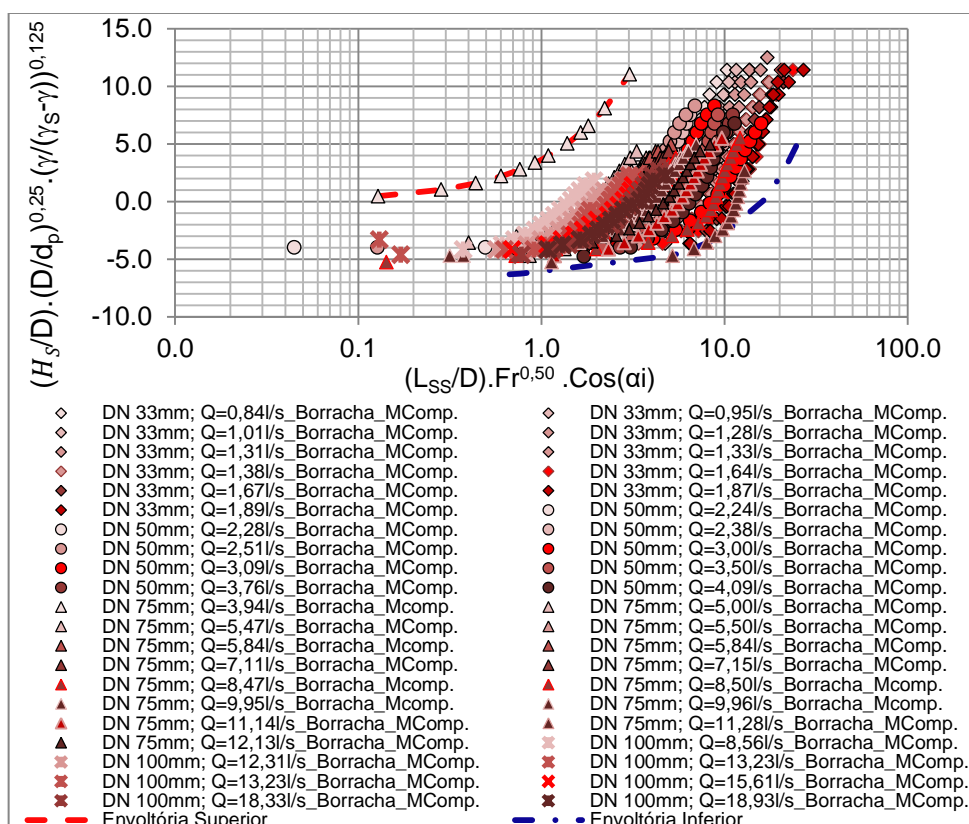 15.0
10.0
5.0
0.0
-5.0
-10.0
(H_S/D).(D/d_p)^0,25.(γ/(γ_S-γ))^0,125
0.0 0.1 1.0 10.0 100.0
(L_SS/D).Fr^0,50 .Cos(αi)
DN 33mm; Q=0,84l/s_Borracha_MComp. DN 33mm; Q=0,95l/s_Borracha_MComp.
DN 33mm; Q=1,01l/s_Borracha_MComp. DN 33mm; Q=1,28l/s_Borracha_MComp.
DN 33mm; Q=1,31l/s_Borracha_MComp. DN 33mm; Q=1,33l/s_Borracha_MComp.
DN 33mm; Q=1,38l/s_Borracha_MComp. DN 33mm; Q=1,64l/s_Borracha_MComp.
DN 33mm; Q=1,67l/s_Borracha_MComp. DN 33mm; Q=1,87l/s_Borracha_MComp.
DN 33mm; Q=1,89l/s_Borracha_MComp. DN 50mm; Q=2,24l/s_Borracha_MComp.
DN 50mm; Q=2,28l/s_Borracha_MComp. DN 50mm; Q=2,38l/s_Borracha_MComp.
DN 50mm; Q=2,51l/s_Borracha_MComp. DN 50mm; Q=3,00l/s_Borracha_MComp.
DN 50mm; Q=3,09l/s_Borracha_MComp. DN 50mm; Q=3,50l/s_Borracha_MComp.
DN 50mm; Q=3,76l/s_Borracha_MComp. DN 50mm; Q=4,09l/s_Borracha_MComp.
DN 75mm; Q=3,94l/s_Borracha_Mcomp. DN 75mm; Q=5,00l/s_Borracha_MComp.
DN 75mm; Q=5,47l/s_Borracha_MComp. DN 75mm; Q=5,50l/s_Borracha_MComp.
DN 75mm; Q=5,84l/s_Borracha_MComp. DN 75mm; Q=5,84l/s_Borracha_MComp.
DN 75mm; Q=7,11l/s_Borracha_MComp. DN 75mm; Q=7,15l/s_Borracha_MComp.
DN 75mm; Q=8,47l/s_Borracha_MComp. DN 75mm; Q=8,50l/s_Borracha_MComp.
DN 75mm; Q=9,95l/s_Borracha_MComp. DN 75mm; Q=9,96l/s_Borracha_MComp.
DN 75mm; Q=11,14l/s_Borracha_MComp. DN 75mm; Q=11,28l/s_Borracha_MComp.
DN 75mm; Q=12,13l/s_Borracha_MComp. DN 100mm; Q=8,56l/s_Borracha_MComp.
DN 100mm; Q=12,31l/s_Borracha_MComp. DN 100mm; Q=13,23l/s_Borracha_MComp.
DN 100mm; Q=13,23l/s_Borracha_MComp. DN 100mm; Q=15,61l/s_Borracha_MComp.
DN 100mm; Q=18,33l/s_Borracha_MComp. DN 100mm; Q=18,93l/s_Borracha_MComp.
Envoltória Superior Envoltória Inferior